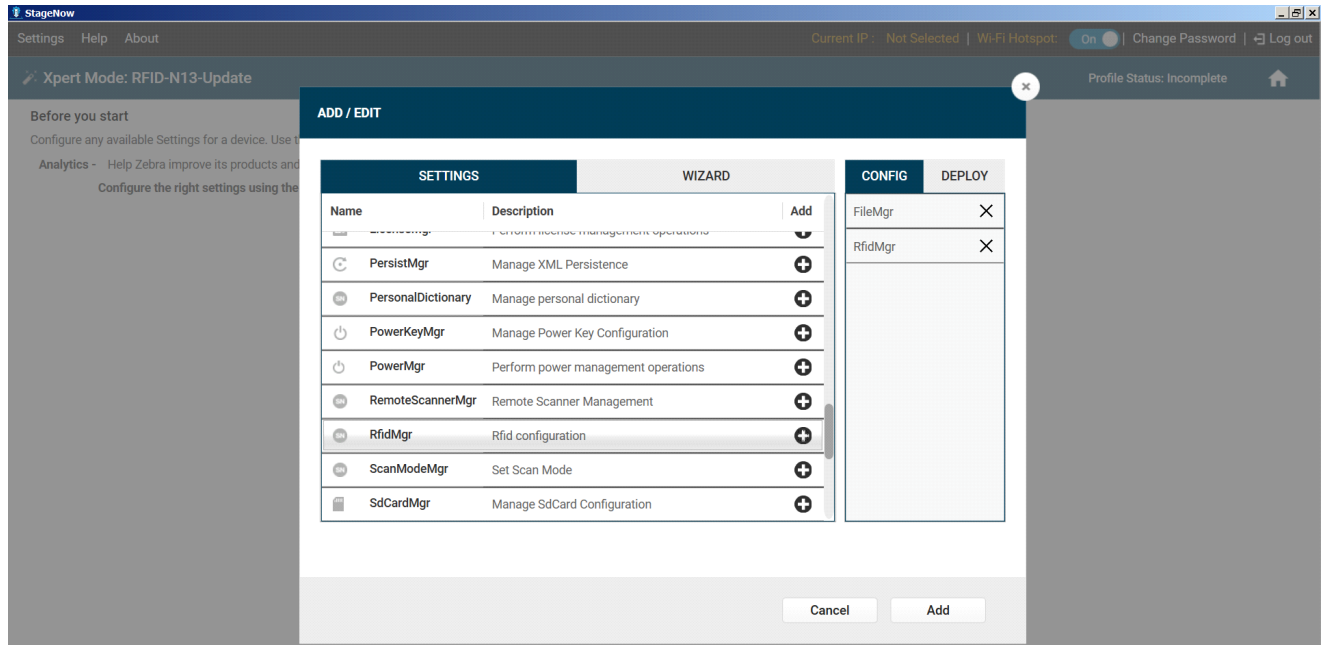 StageNow
Settings Help About
Current IP : Not Selected | Wi-Fi Hotspot: On | Change Password | Log out
Xpert Mode: RFID-N13-Update
Profile Status: Incomplete
Before you start
Configure any available Settings for a device. Use
Analytics - Help Zebra improve its products and
Configure the right settings using the
ADD / EDIT
SETTINGS WIZARD
Name Description Add
Perform license management operations
PersistMgr Manage XML Persistence
PersonalDictionary Manage personal dictionary
PowerKeyMgr Manage Power Key Configuration
PowerMgr Perform power management operations
RemoteScannerMgr Remote Scanner Management
RfidMgr Rfid configuration
ScanModeMgr Set Scan Mode
SdCardMgr Manage SdCard Configuration
CONFIG DEPLOY
FileMgr
RfidMgr
Cancel Add